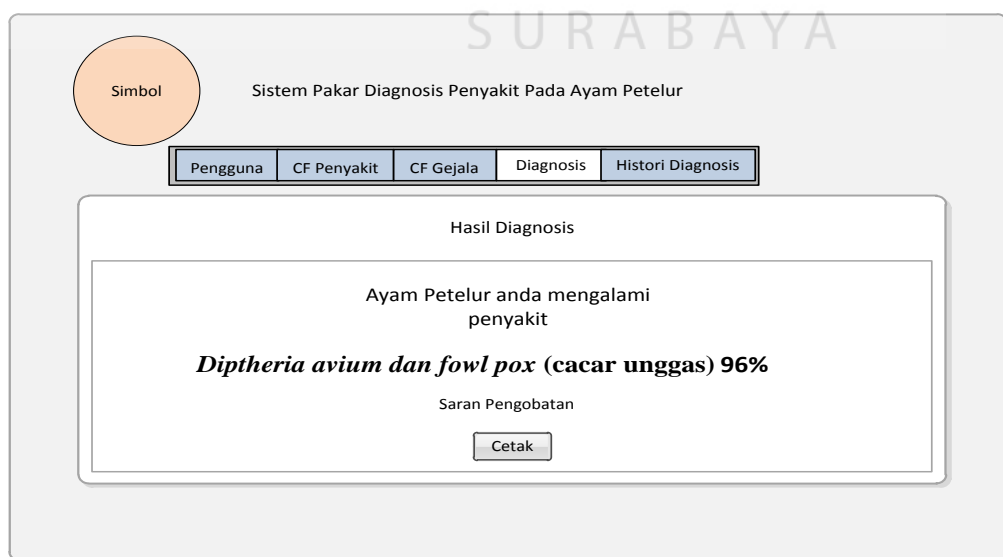 SURABAYA
Simbol
Sistem Pakar Diagnosis Penyakit Pada Ayam Petelur
Pengguna CF Penyakit CF Gejala Diagnosis Histori Diagnosis
Hasil Diagnosis
Ayam Petelur anda mengalami
penyakit
Diptheria avium dan fowl pox (cacar unggas) 96%
Saran Pengobatan
Cetak